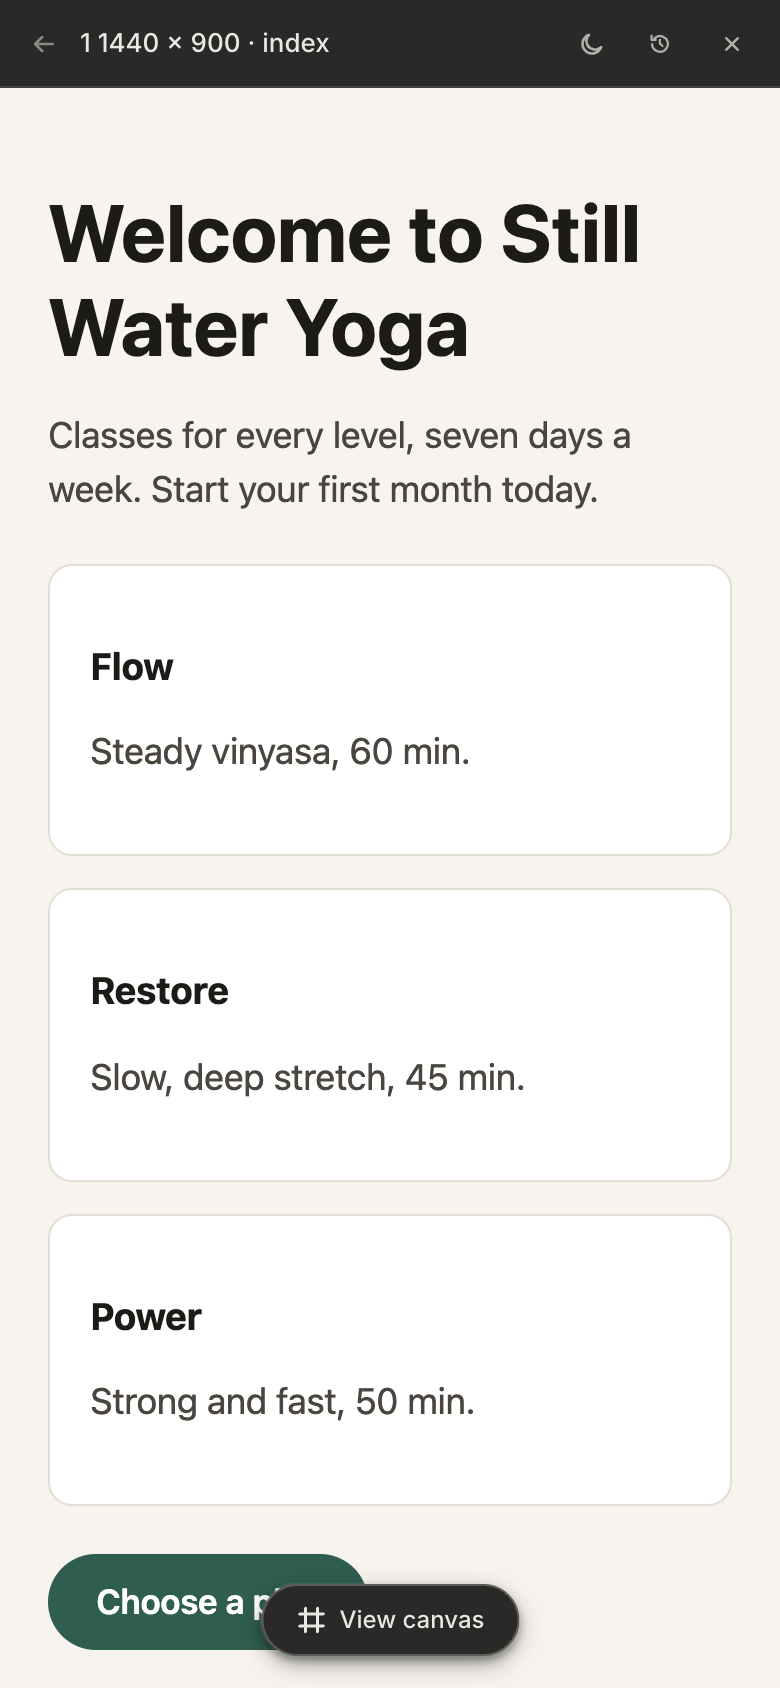 1 1440 × 900 · index
Welcome to Still
Water Yoga
Classes for every level, seven days a
week. Start your first month today.
Flow
Steady vinyasa, 60 min.
Restore
Slow, deep stretch, 45 min.
Power
Strong and fast, 50 min.
Choose a
View canvas